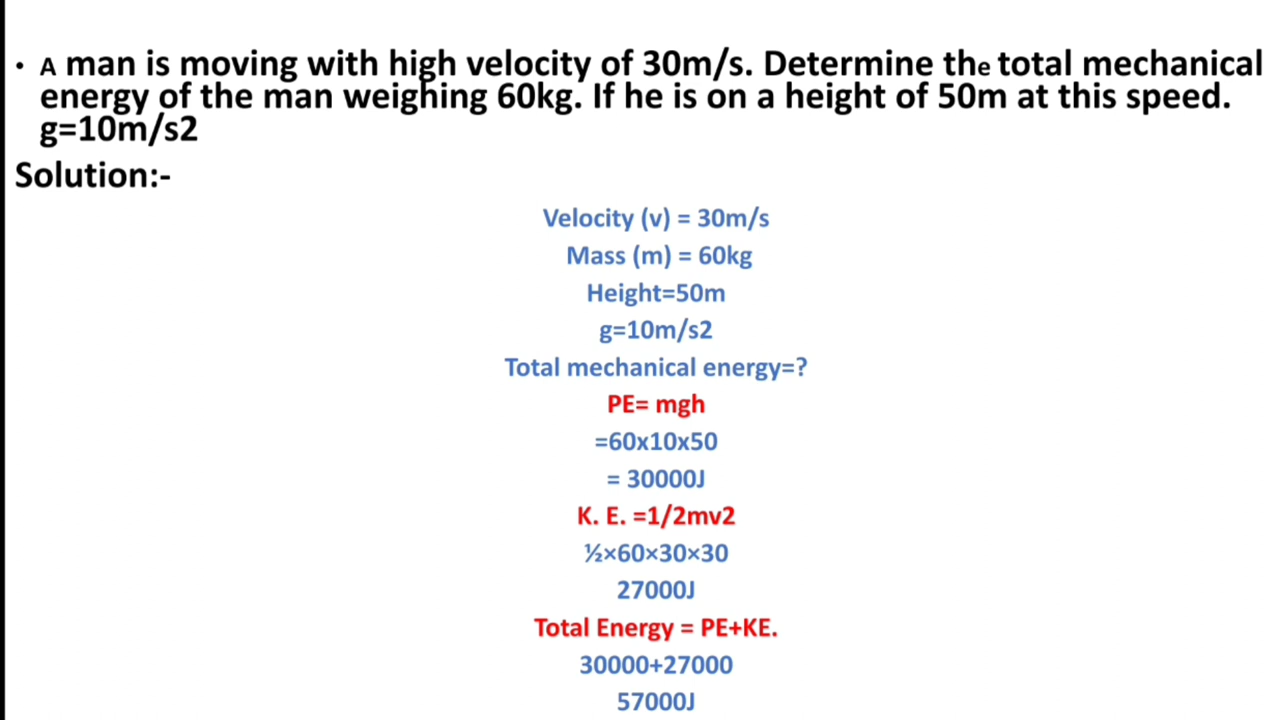 • A man is moving with high velocity of 30m/s. Determine the total mechanical
energy of the man weighing 60kg. If he is on a height of 50m at this speed.
g=10m/s2
Solution:-
Velocity (v) = 30m/s
Mass (m) = 60kg
Height=50m
g=10m/s2
Total mechanical energy=?
PE= mgh
=60x10x50
= 30000J
K. E. =1/2mv2
½×60×30×30
27000J
Total Energy = PE+KE.
30000+27000
57000J